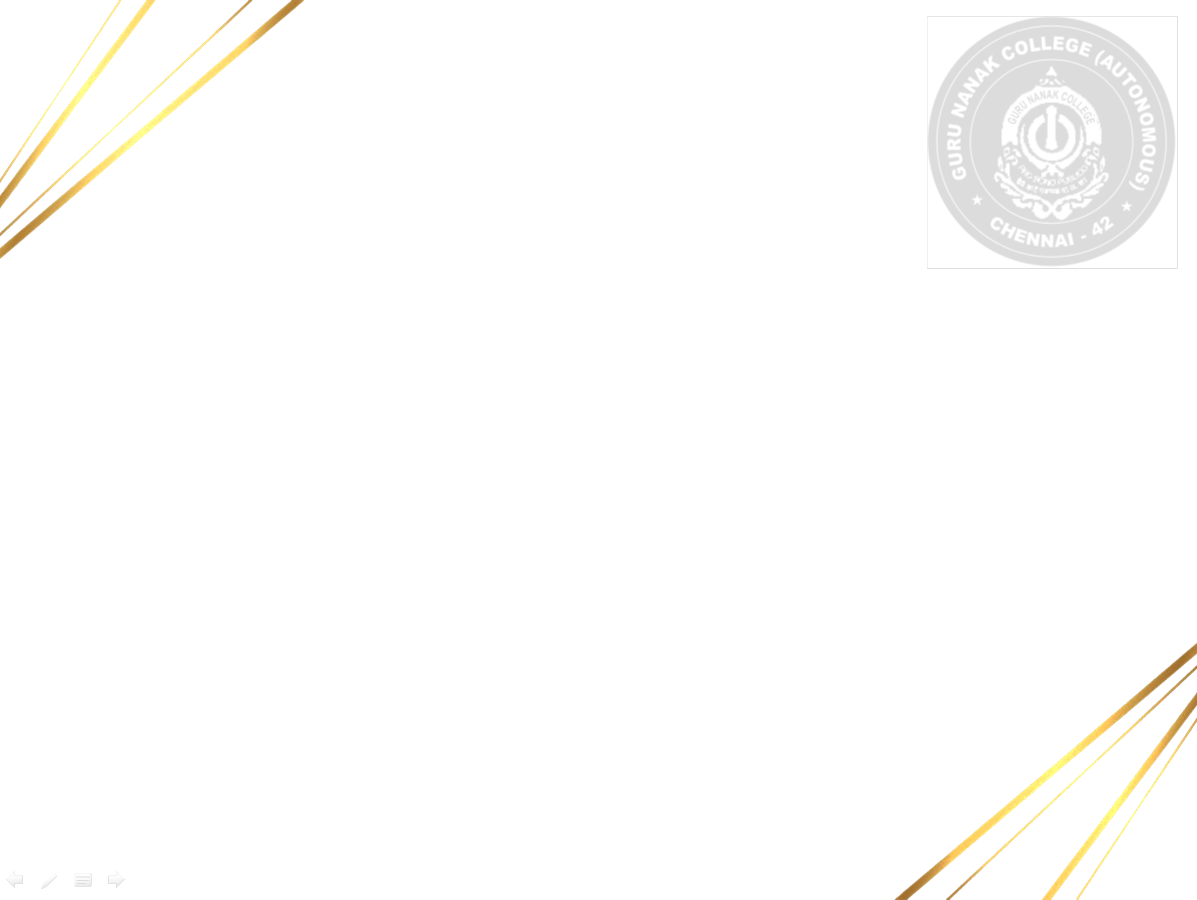 GURU NANAK COLLEGE (AUTONOMOUS)
GURU NANAK COLLEGE
CHENNAI - 42